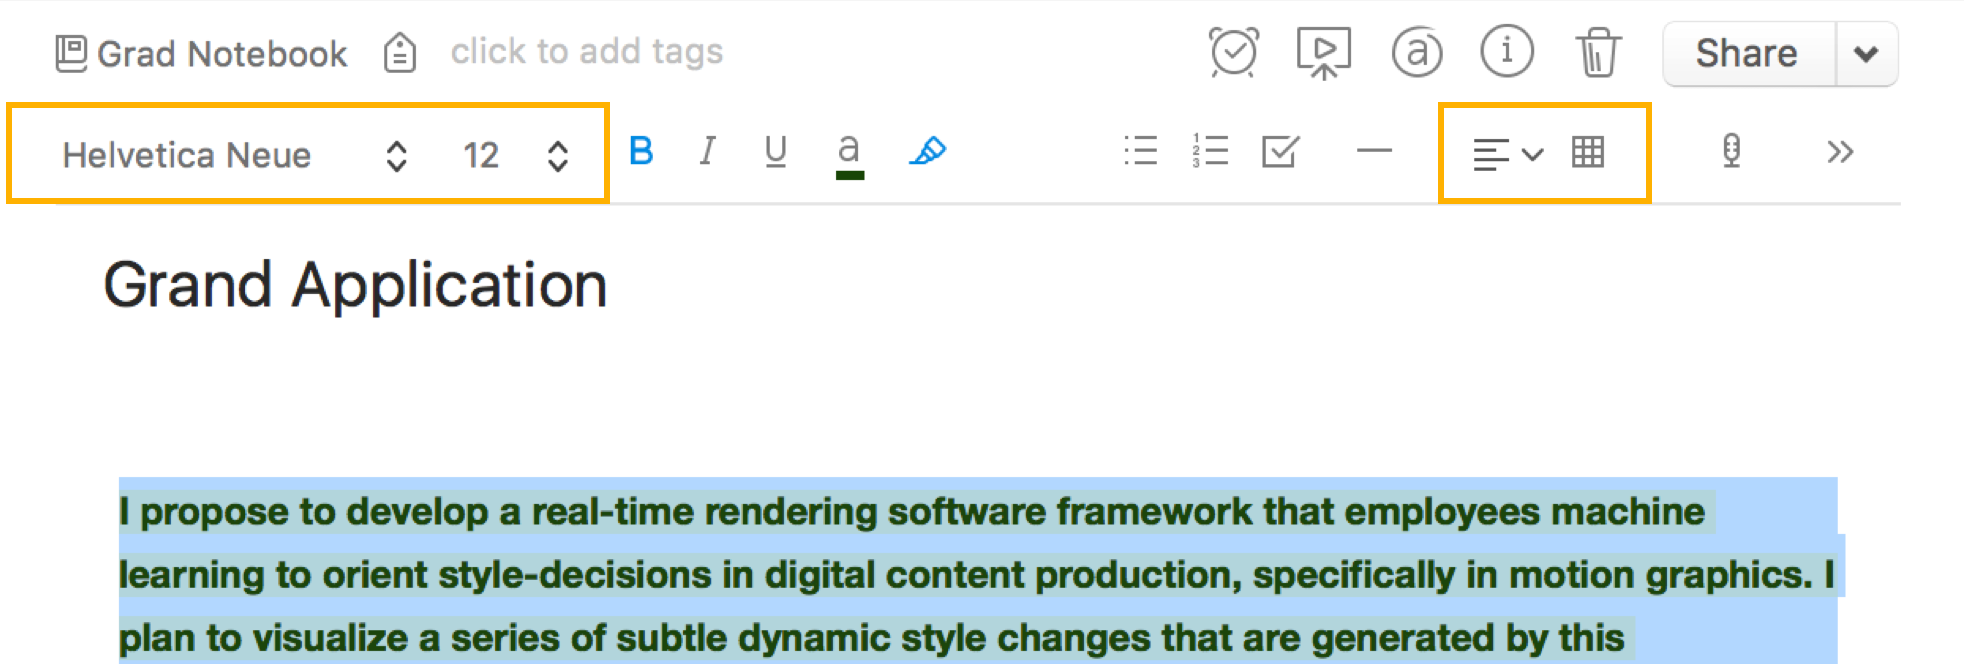 Grad Notebook click to add tags Share
Helvetica Neue 12 B I U a
Grand Application
I propose to develop a real-time rendering software framework that employees machine
learning to orient style-decisions in digital content production, specifically in motion graphics. I
plan to visualize a series of subtle dynamic style changes that are generated by this